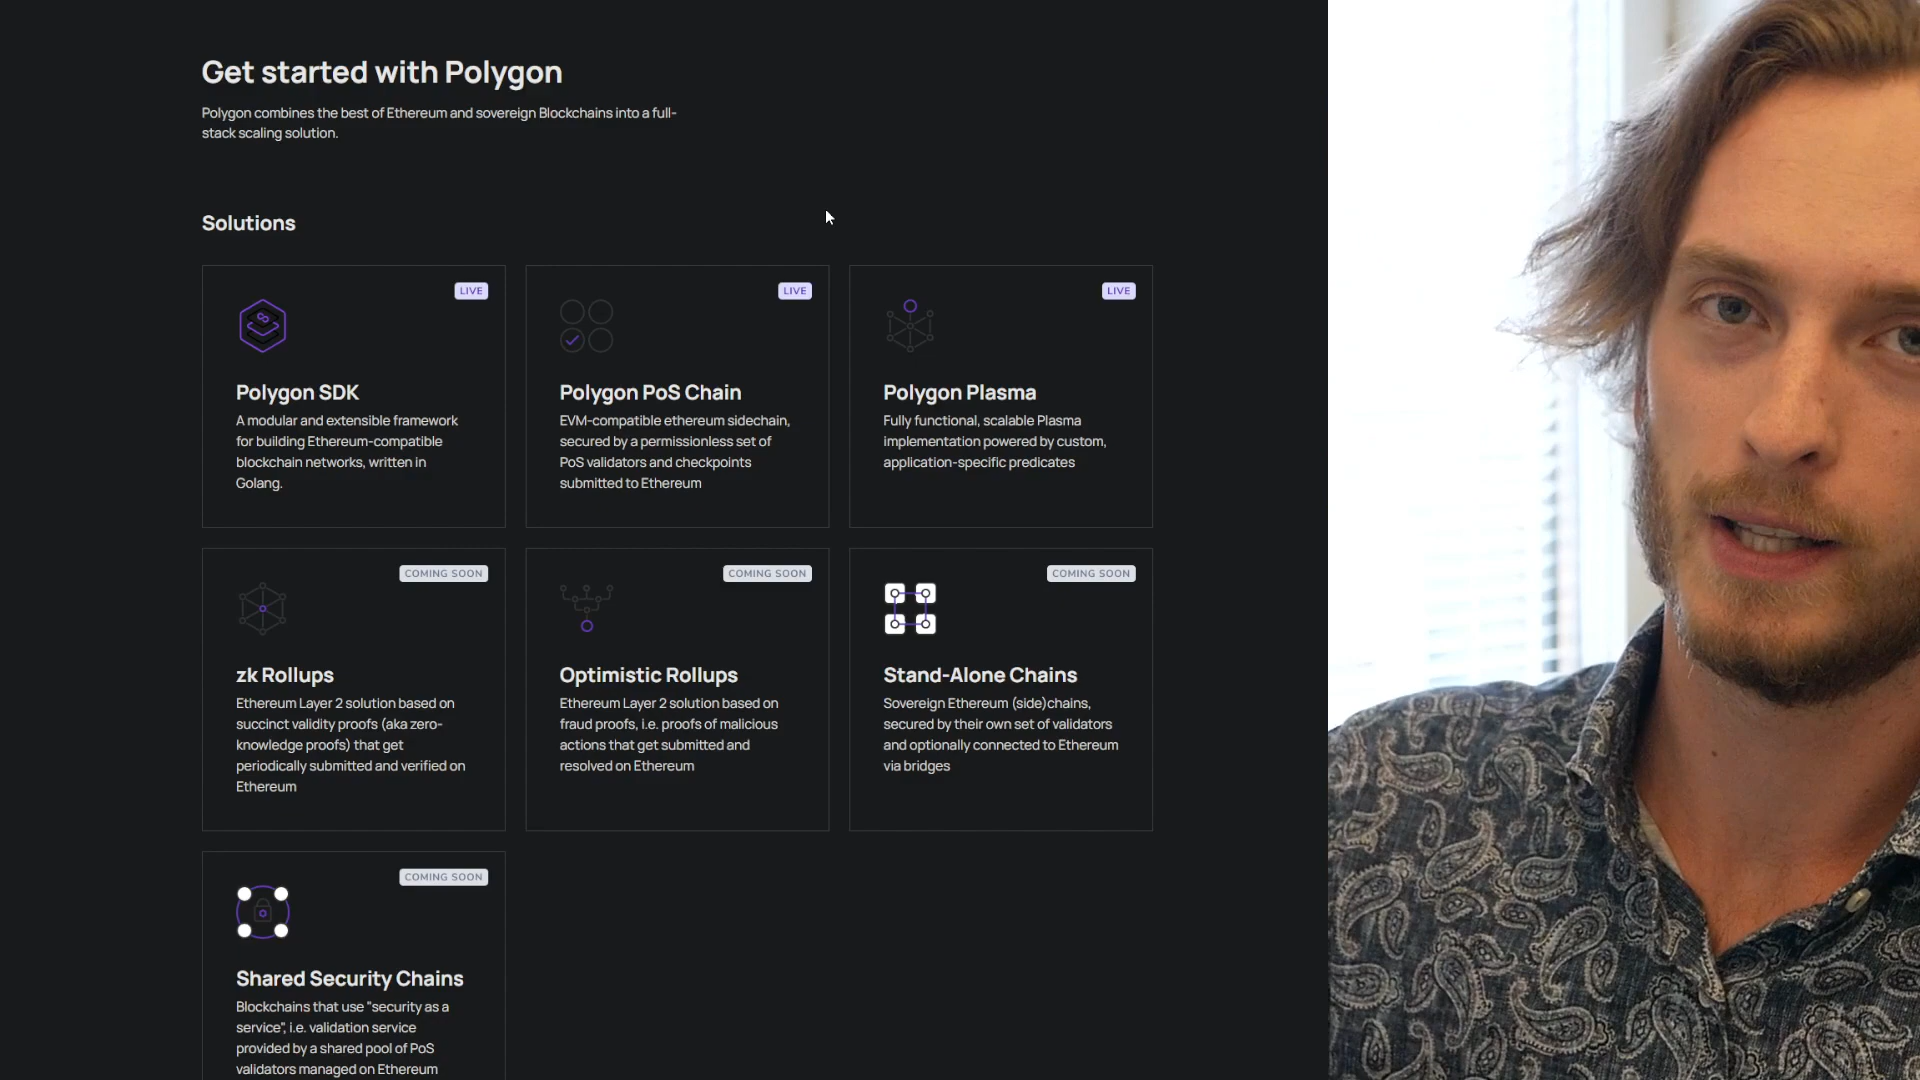 Get started with Polygon
Polygon combines the best of Ethereum and sovereign Blockchains into a full-
stack scaling solution.
Solutions
LIVE
Polygon SDK
A modular and extensible framework
for building Ethereum-compatible
blockchain networks, written in
Golang.
LIVE
Polygon PoS Chain
EVM-compatible ethereum sidechain,
secured by a permissionless set of
PoS validators and checkpoints
submitted to Ethereum
LIVE
Polygon Plasma
Fully functional, scalable Plasma
implementation powered by custom,
application-specific predicates
COMING SOON
zk Rollups
Ethereum Layer 2 solution based on
succinct validity proofs (aka zero-
knowledge proofs) that get
periodically submitted and verified on
Ethereum
COMING SOON
Optimistic Rollups
Ethereum Layer 2 solution based on
fraud proofs, i.e. proofs of malicious
actions that get submitted and
resolved on Ethereum
COMING SOON
Stand-Alone Chains
Sovereign Ethereum (side)chains,
secured by their own set of validators
and optionally connected to Ethereum
via bridges
COMING SOON
Shared Security Chains
Blockchains that use "security as a
service", i.e. validation service
provided by a shared pool of PoS
validators managed on Ethereum